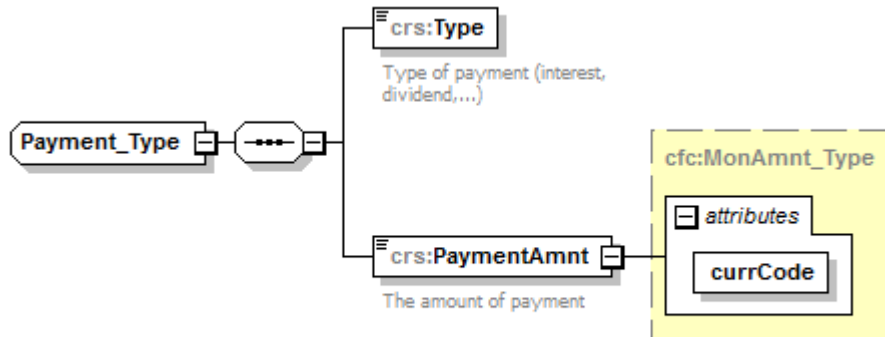 crs:Type
Type of payment (interest,
dividend,...)
Payment_Type
cfc:MonAmnt_Type
attributes
crs:PaymentAmnt
currCode
The amount of payment